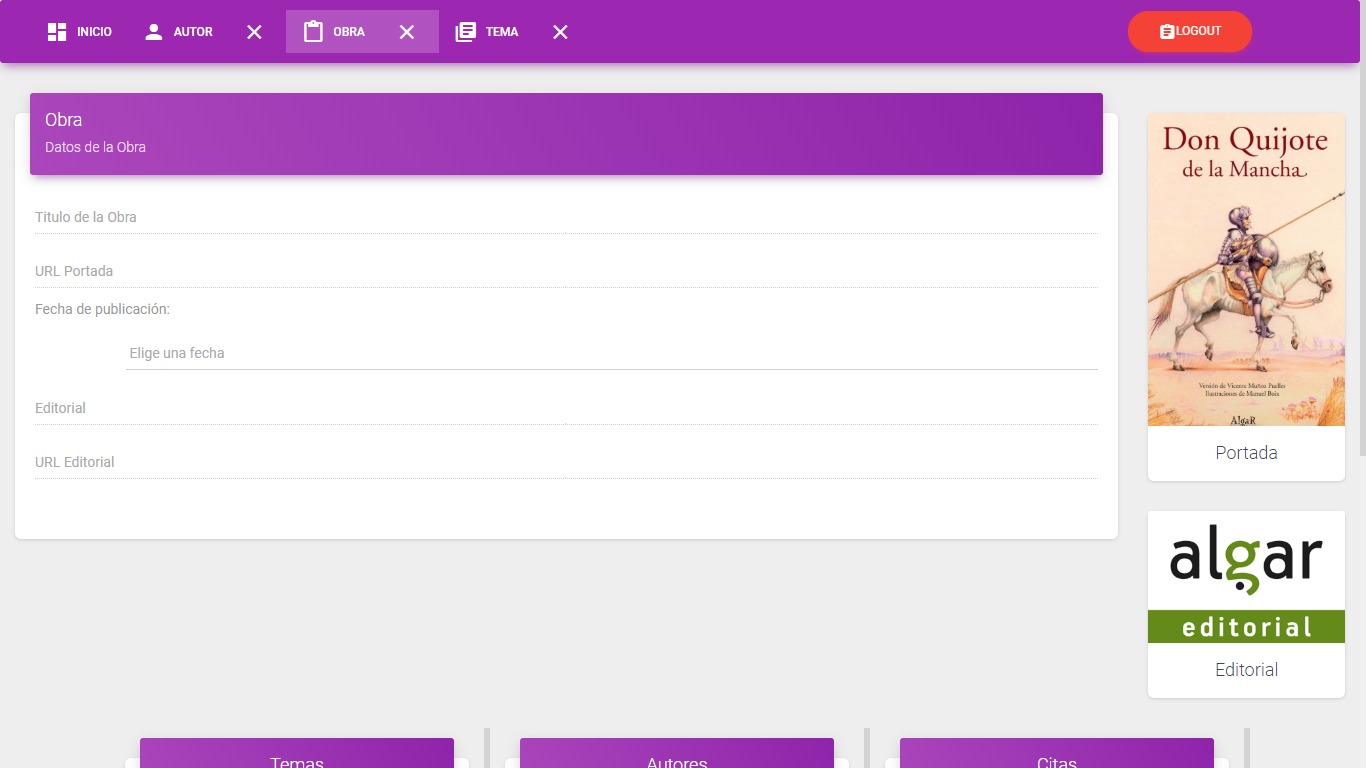 INICIO
AUTOR
OBRA
TEMA
LOGOUT
Obra
Datos de la Obra
Titulo de la Obra
URL Portada
Fecha de publicación:
Elige una fecha
Editorial
URL Editorial
Don Quijote
de la Mancha
Versión de Vicente Muñoz Puelles
Ilustraciones de Manuel Boix
AlgaR
Portada
algar
editorial
Editorial
Temas
Autores
Citas